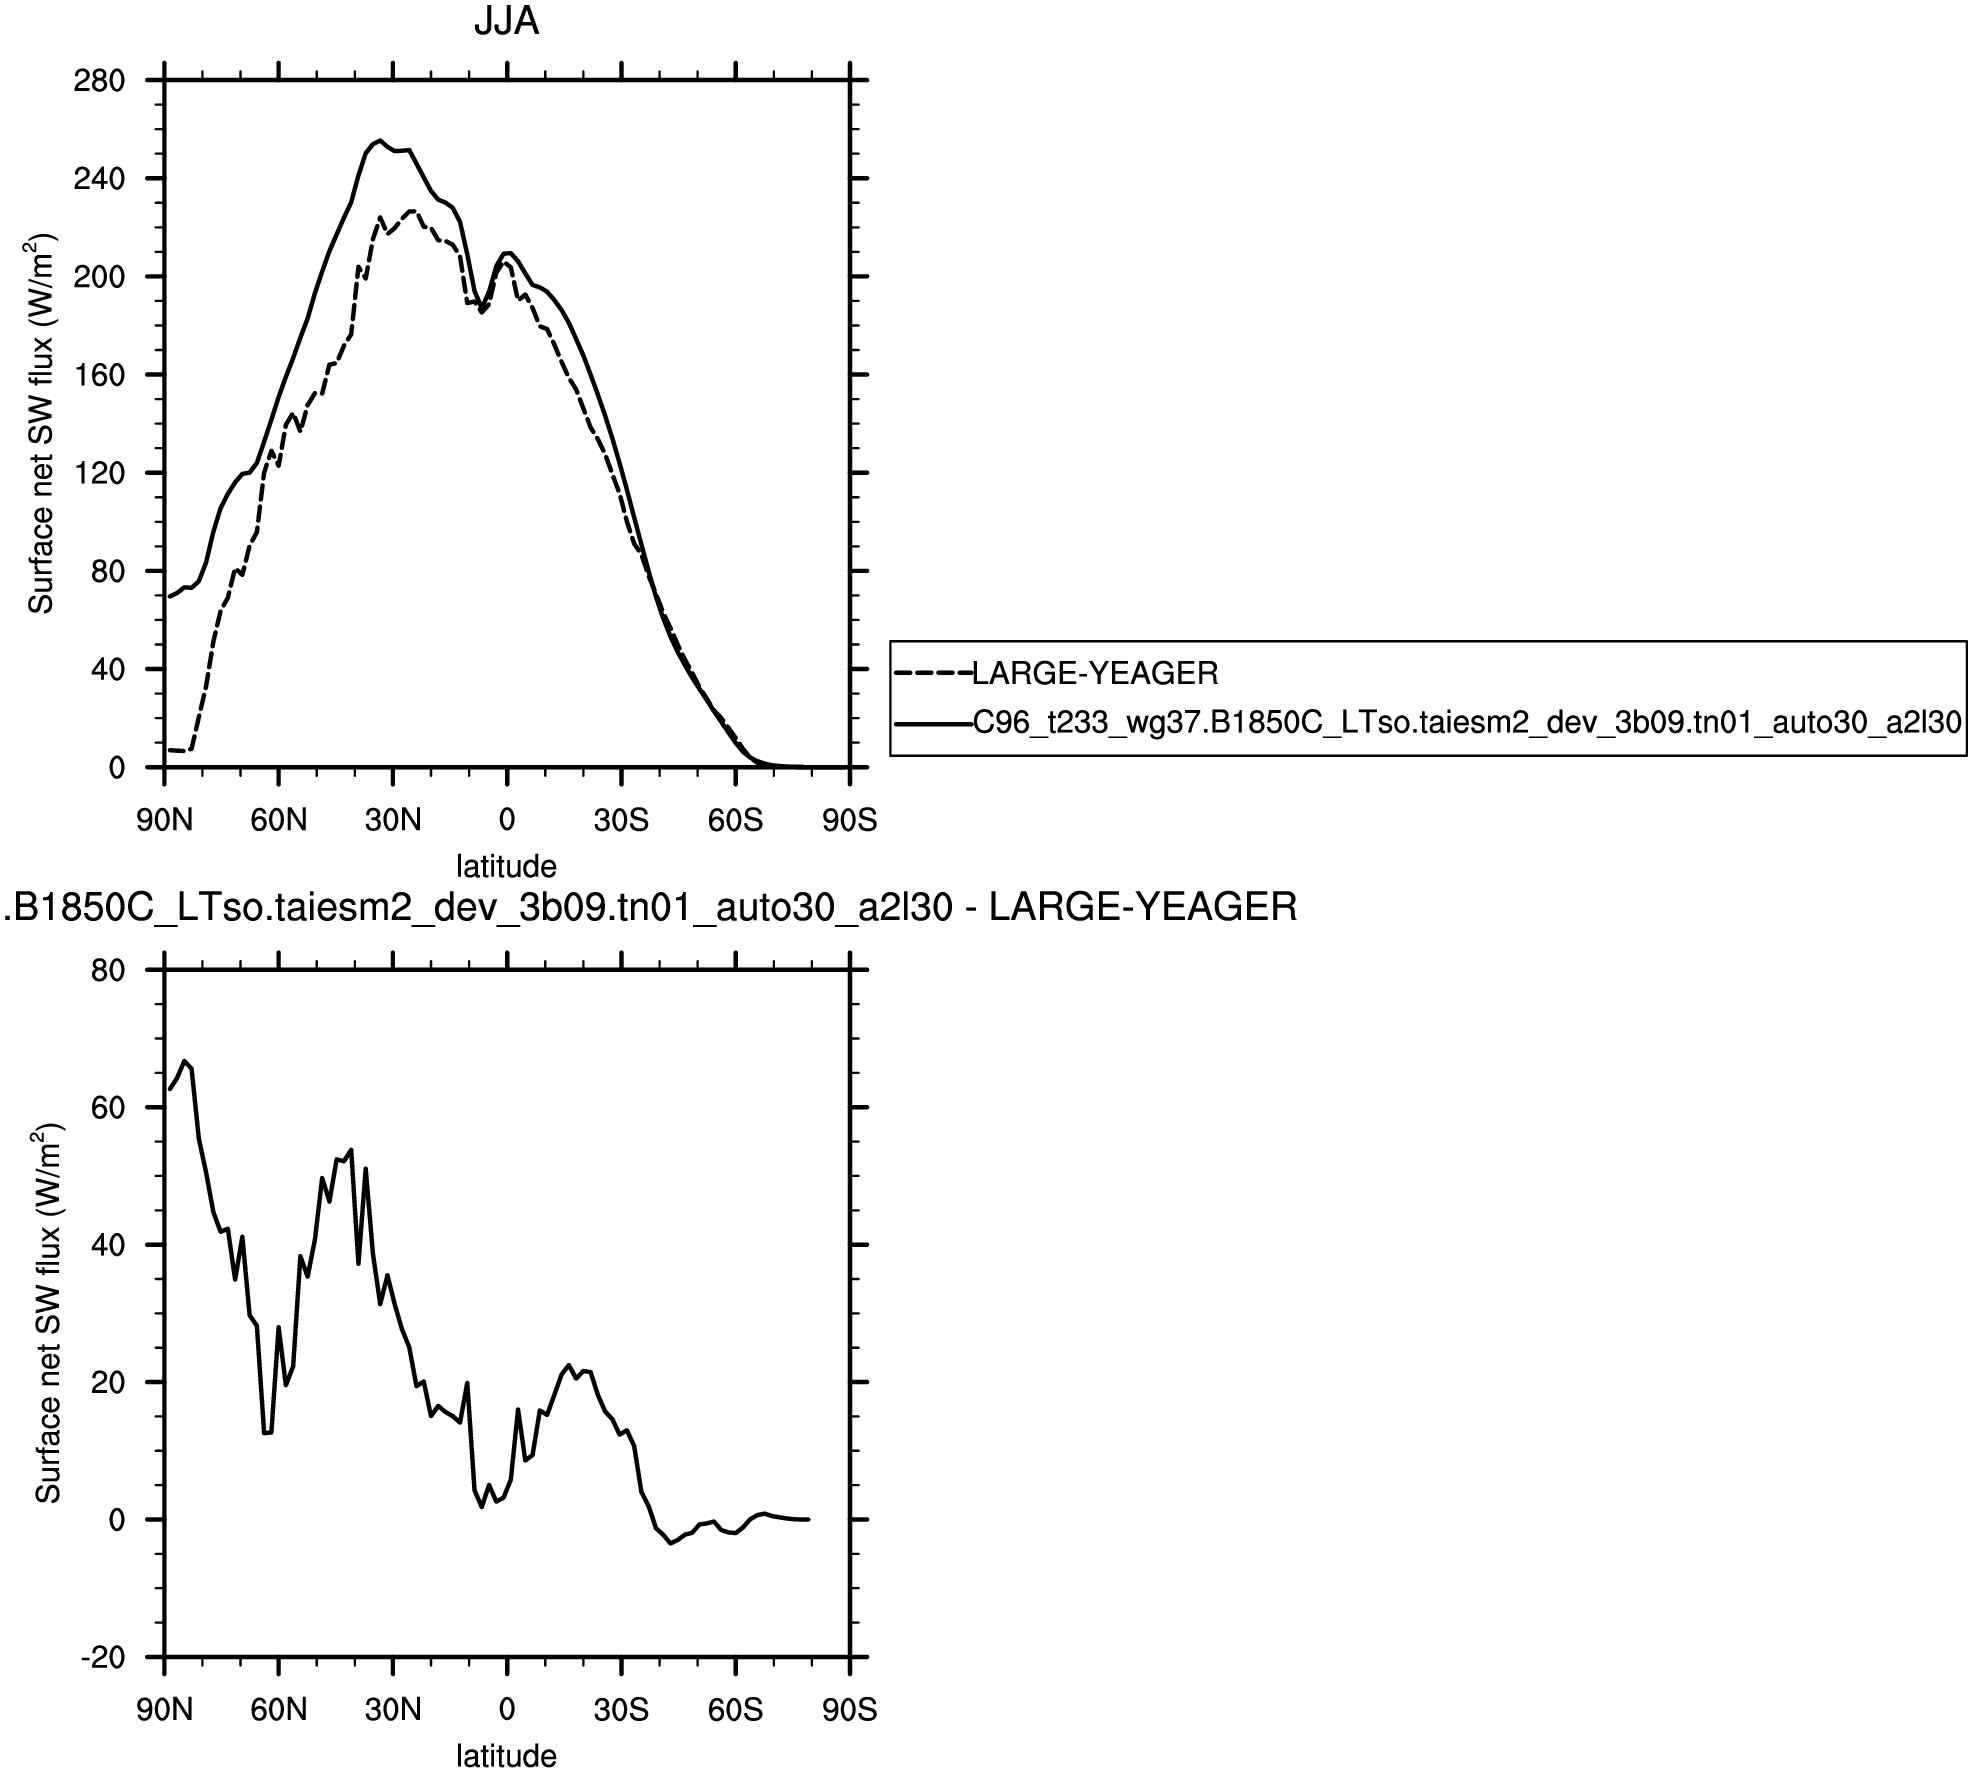 JJA
280
240
200
160
120
80
40
0
Surface net SW flux (W/m²)
90N 60N 30N 0 30S 60S 90S
latitude
LARGE-YEAGER
C96_t233_wg37.B1850C_LTso.taiesm2_dev_3b09.tn01_auto30_a2l30
.B1850C_LTso.taiesm2_dev_3b09.tn01_auto30_a2l30 - LARGE-YEAGER
80
60
40
20
0
-20
Surface net SW flux (W/m²)
90N 60N 30N 0 30S 60S 90S
latitude